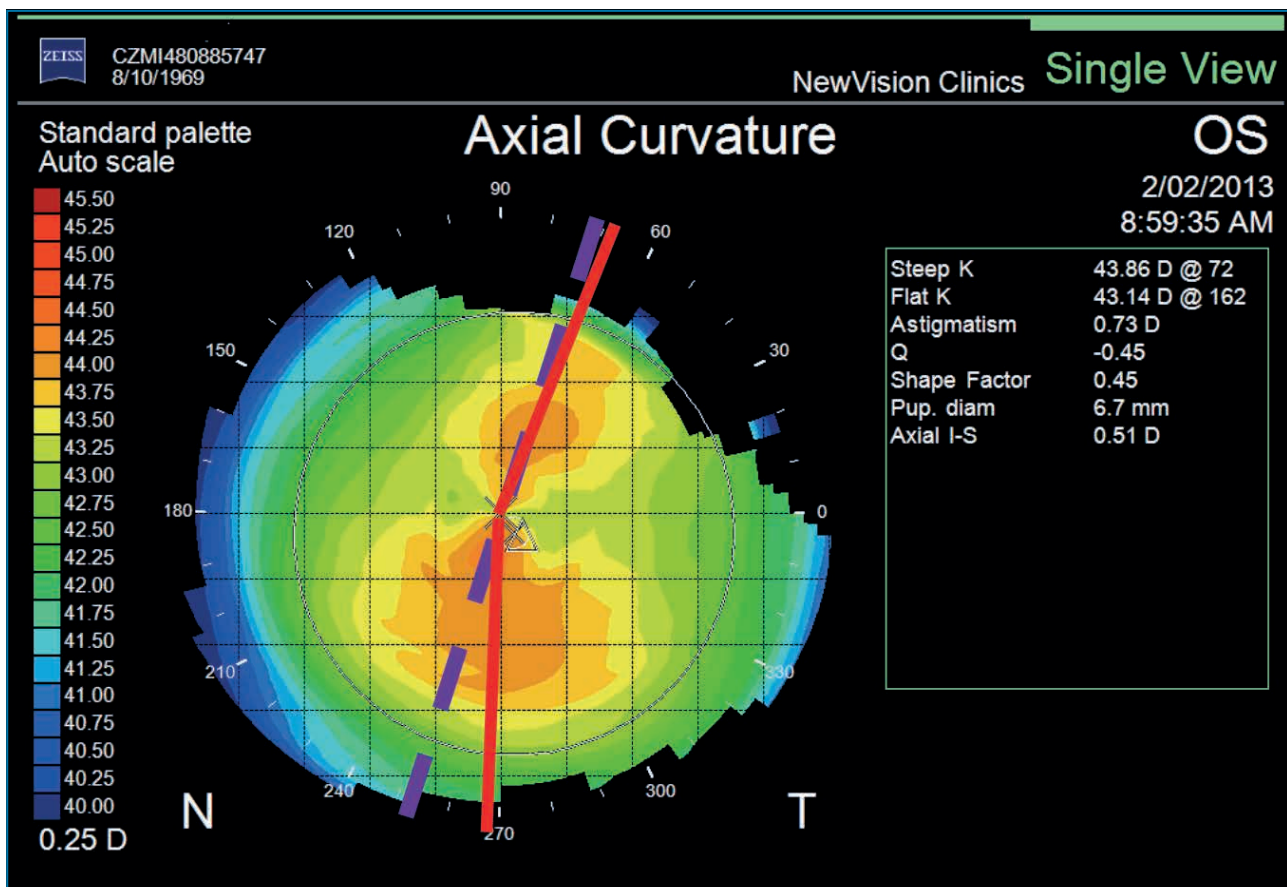 ZEISS
CZMI480885747
8/10/1969
NewVision Clinics
Single View
Standard palette
Auto scale
Axial Curvature
OS
2/02/2013
8:59:35 AM
45.50
45.25
45.00
44.75
44.50
44.25
44.00
43.75
43.50
43.25
43.00
42.75
42.50
42.25
42.00
41.75
41.50
41.25
41.00
40.75
40.50
40.25
40.00
0.25 D
90
120
60
150
30
180
0
210
330
240
300
270
N
T
Steep K 43.86 D @ 72
Flat K 43.14 D @ 162
Astigmatism 0.73 D
Q -0.45
Shape Factor 0.45
Pup. diam 6.7 mm
Axial I-S 0.51 D